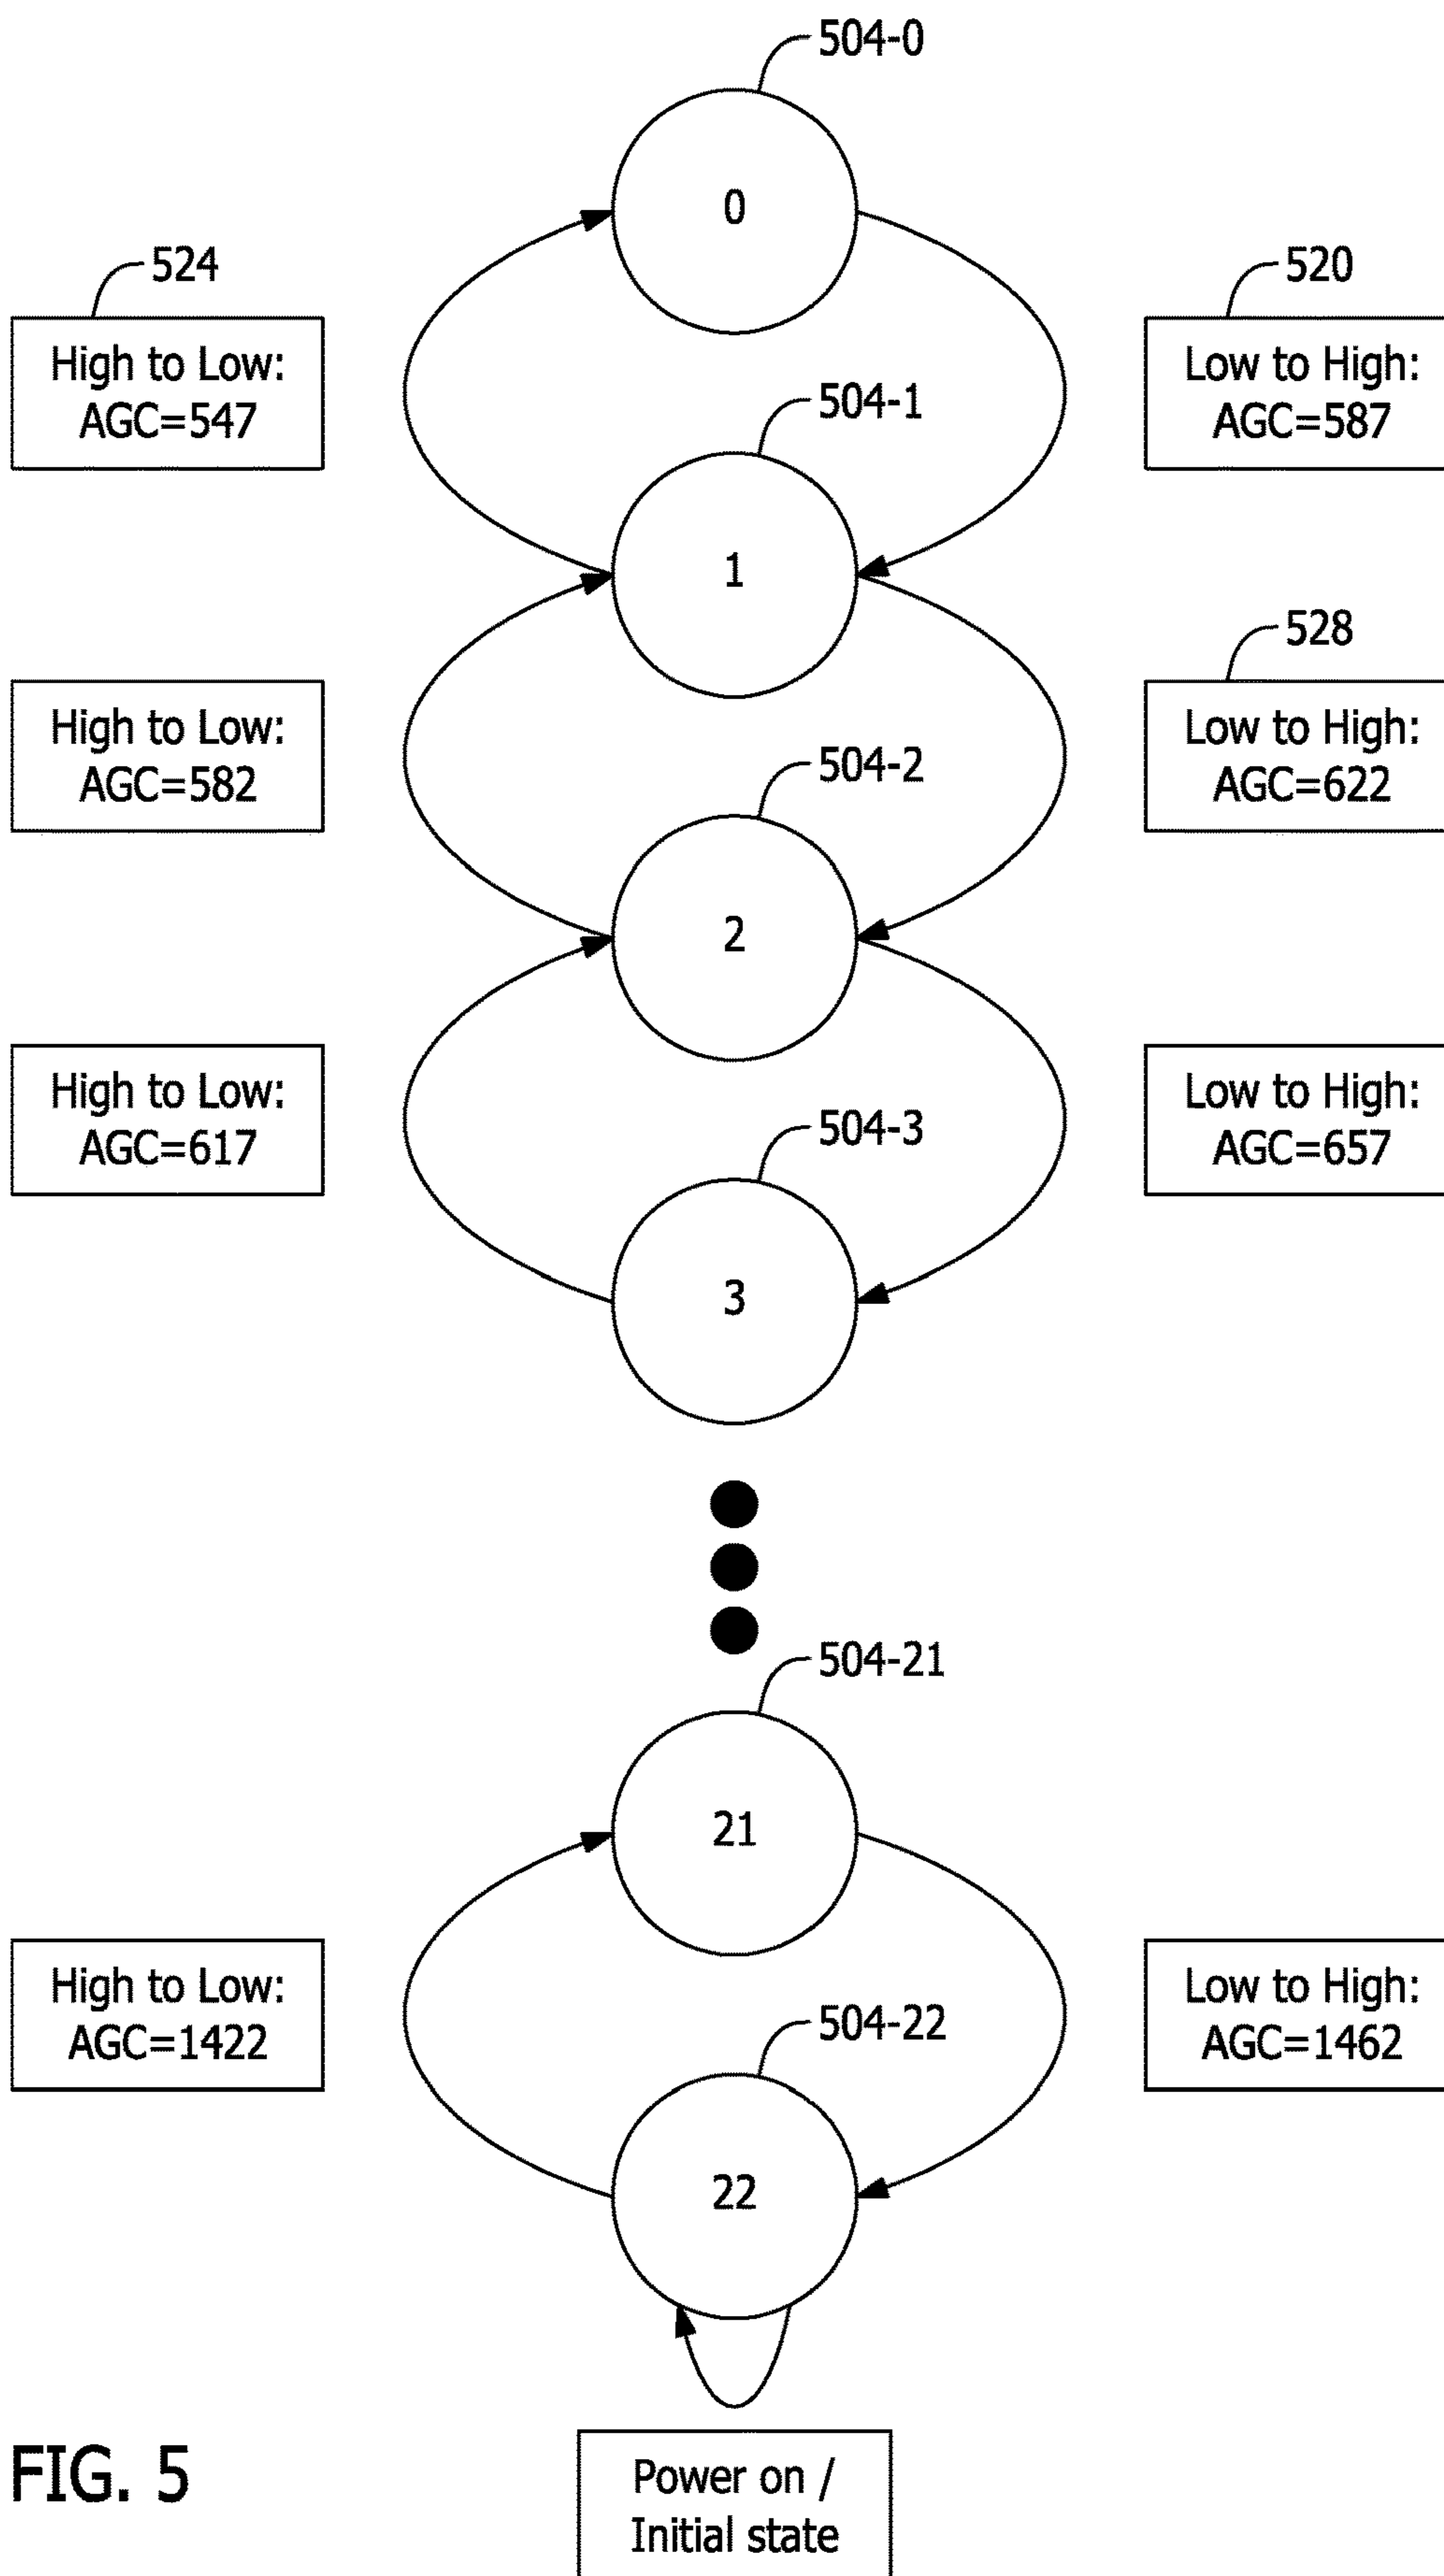 504-0
0
524
520
High to Low:
AGC=547
Low to High:
AGC=587
504-1
1
528
High to Low:
AGC=582
Low to High:
AGC=622
504-2
2
High to Low:
AGC=617
Low to High:
AGC=657
504-3
3
504-21
21
High to Low:
AGC=1422
Low to High:
AGC=1462
504-22
22
FIG. 5
Power on /
Initial state